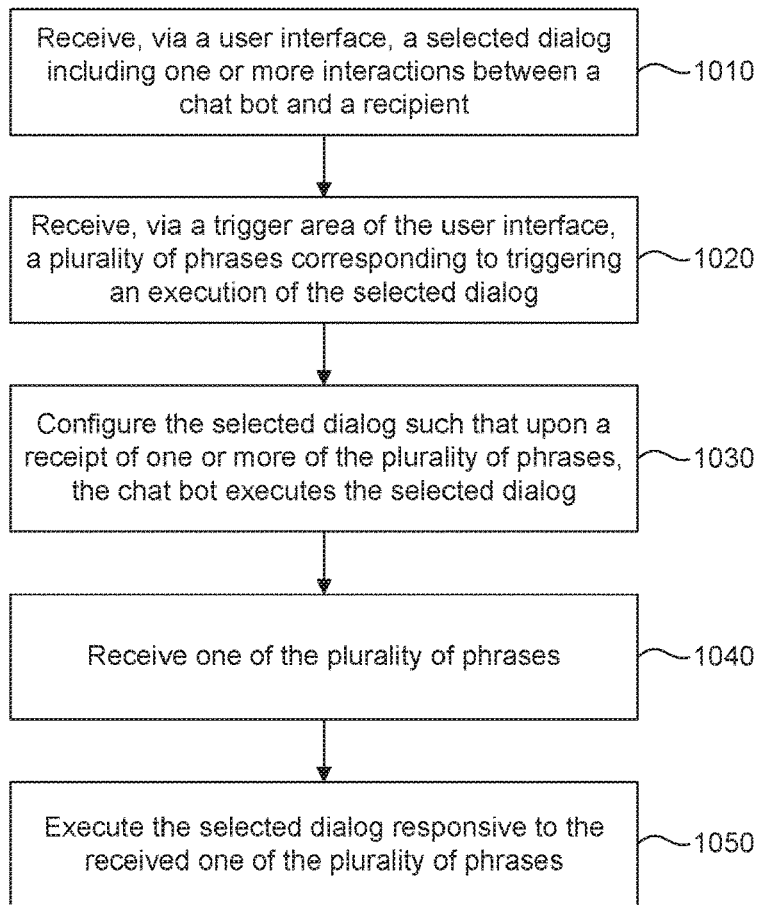 Receive, via a user interface, a selected dialog
including one or more interactions between a
chat bot and a recipient
1010
Receive, via a trigger area of the user interface,
a plurality of phrases corresponding to triggering
an execution of the selected dialog
1020
Configure the selected dialog such that upon a
receipt of one or more of the plurality of phrases,
the chat bot executes the selected dialog
1030
Receive one of the plurality of phrases
1040
Execute the selected dialog responsive to the
received one of the plurality of phrases
1050